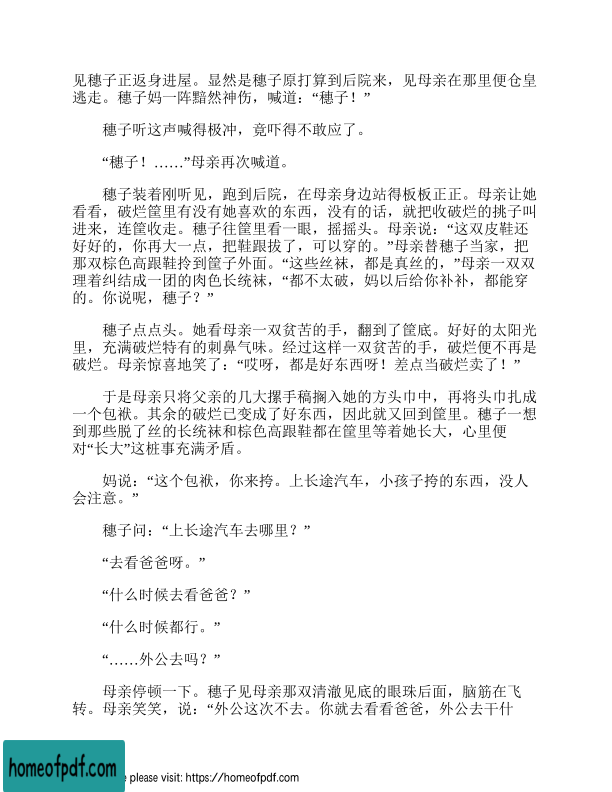 见穗子正返身进屋。显然是穗子原打算到后院来，见母亲在那里便仓皇
逃走。穗子妈一阵黯然神伤，喊道：“穗子！”
穗子听这声喊得极冲，竟吓得不敢应了。
“穗子！……”母亲再次喊道。
穗子装着刚听见，跑到后院，在母亲身边站得板板正正。母亲让她
看看，破烂筐里有没有她喜欢的东西，没有的话，就把收破烂的挑子叫
进来，连筐收走。穗子往筐里看一眼，摇摇头。母亲说：“这双皮鞋还
好好的，你再大一点，把鞋跟拔了，可以穿的。”母亲替穗子当家，把
那双棕色高跟鞋拎到筐子外面。“这些丝袜，都是真丝的，”母亲一双双
理着纠结成一团的肉色长统袜，“都不太破，妈以后给你补补，都能穿
的。你说呢，穗子？”
穗子点点头。她看母亲一双贫苦的手，翻到了筐底。好好的太阳光
里，充满破烂特有的刺鼻气味。经过这样一双贫苦的手，破烂便不再是
破烂。母亲惊喜地笑了：“哎呀，都是好东西呀！差点当破烂卖了！”
于是母亲只将父亲的几大摞手稿搁入她的方头巾中，再将头巾扎成
一个包袱。其余的破烂已变成了好东西，因此就又回到筐里。穗子一想
到那些脱了丝的长统袜和棕色高跟鞋都在筐里等着她长大，心里便
对“长大”这桩事充满矛盾。
妈说：“这个包袱，你来挎。上长途汽车，小孩子挎的东西，没人
会注意。”
穗子问：“上长途汽车去哪里？”
“去看爸爸呀。”
“什么时候去看爸爸？”
“什么时候都行。”
“……外公去吗？”
母亲停顿一下。穗子见母亲那双清澈见底的眼珠后面，脑筋在飞
转。母亲笑笑，说：“外公这次不去。你就去看看爸爸，外公去干什
homeofpdf.com
e please visit: https://homeofpdf.com